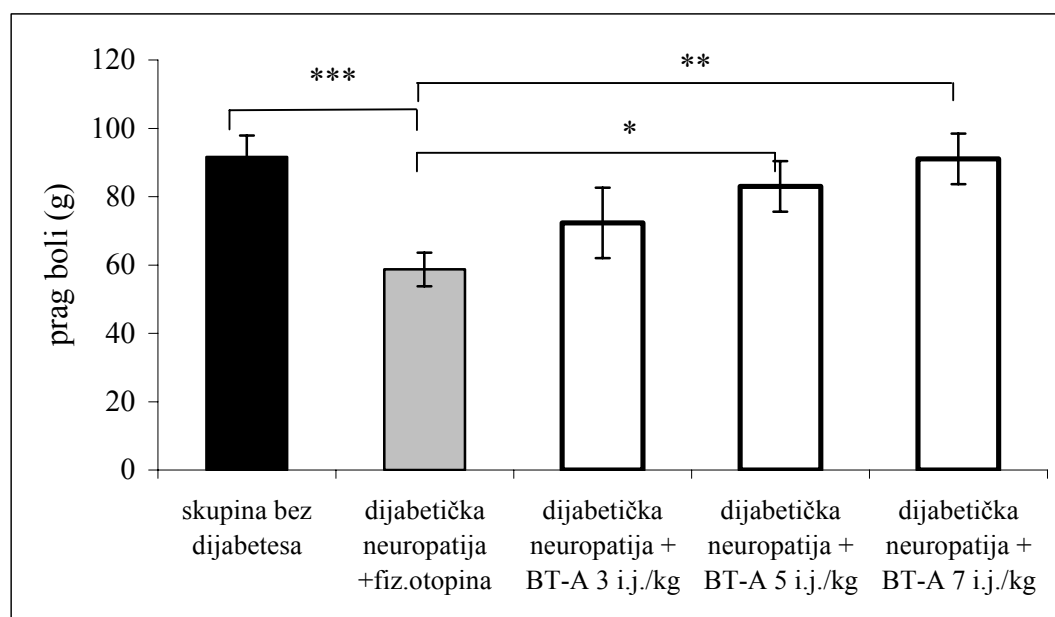 120
100
80
60
40
20
0
prag boli (g)
***
**
*
skupina bez
dijabetesa
dijabetička
neuropatija
+fiz.otopina
dijabetička
neuropatija +
BT-A 3 i.j./kg
dijabetička
neuropatija +
BT-A 5 i.j./kg
dijabetička
neuropatija +
BT-A 7 i.j./kg